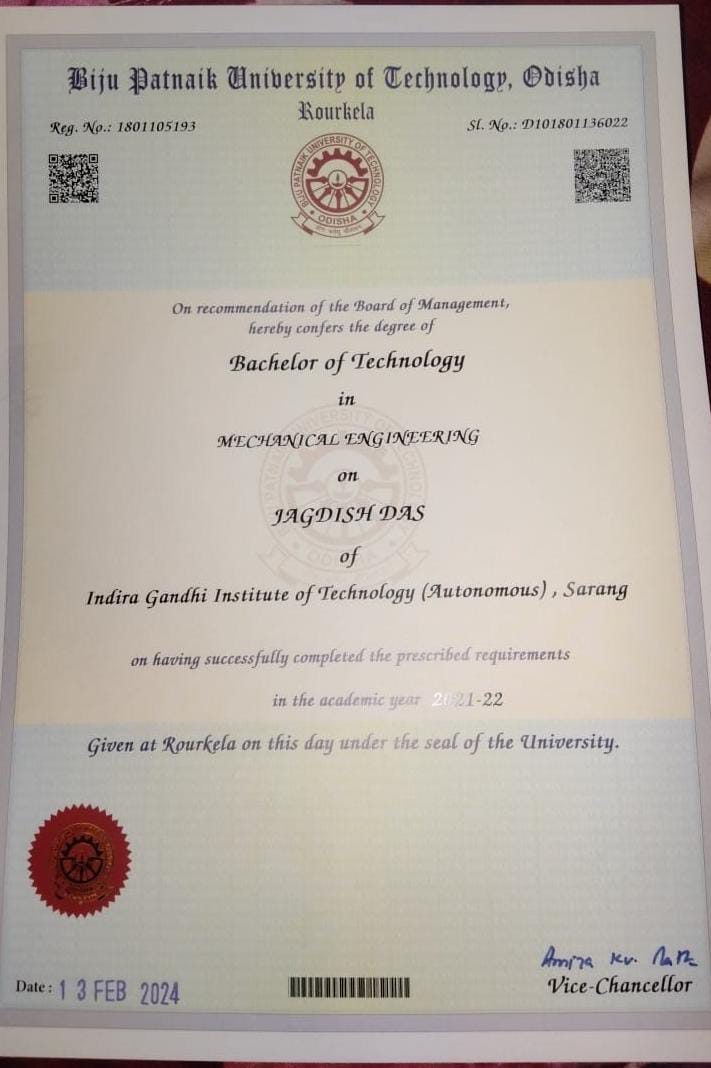 Biju Patnaik University of Technology, Odisha
Rourkela
Reg. No.: 1801105193
Sl. No.: D101801136022
BIJU PATNAIK UNIVERSITY OF TECHNOLOGY
ODISHA
On recommendation of the Board of Management,
hereby confers the degree of
Bachelor of Technology
in
MECHANICAL ENGINEERING
on
JAGDISH DAS
of
Indira Gandhi Institute of Technology (Autonomous) , Sarang
on having successfully completed the prescribed requirements
in the academic year 2021-22
Given at Rourkela on this day under the seal of the University.
Date : 13 FEB 2024
Vice-Chancellor